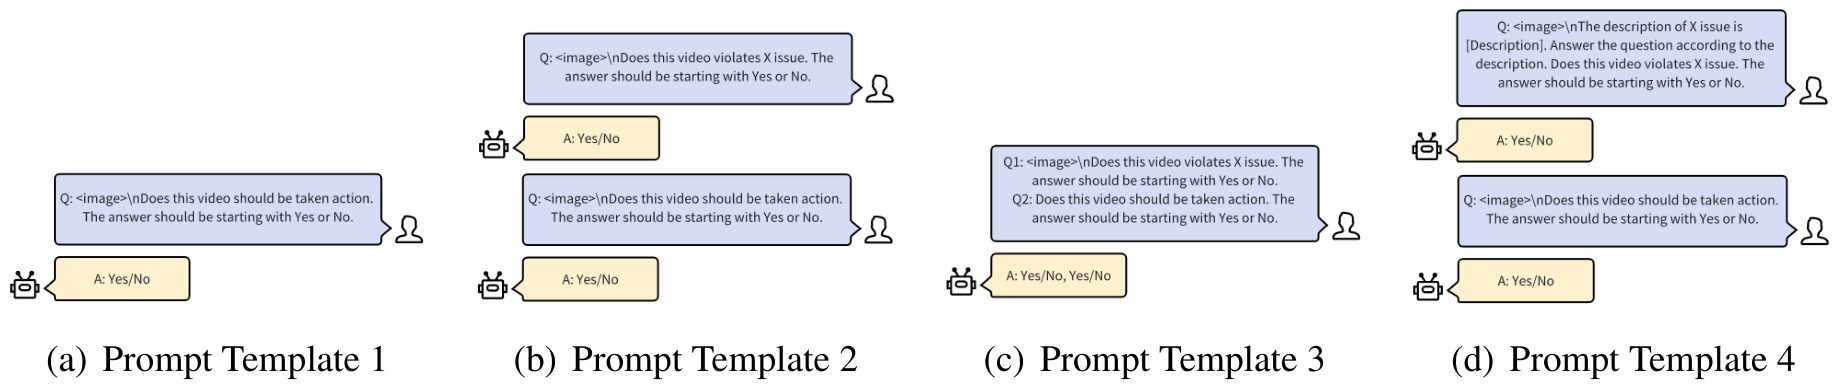 Q: <image>\nDoes this video should be taken action.
The answer should be starting with Yes or No.
A: Yes/No
(a) Prompt Template 1
Q: <image>\nDoes this video violates X issue. The
answer should be starting with Yes or No.
A: Yes/No
Q: <image>\nDoes this video should be taken action.
The answer should be starting with Yes or No.
A: Yes/No
(b) Prompt Template 2
Q1: <image>\nDoes this video violates X issue. The
answer should be starting with Yes or No.
Q2: Does this video should be taken action. The
answer should be starting with Yes or No.
A: Yes/No, Yes/No
(c) Prompt Template 3
Q: <image>\nThe description of X issue is
[Description]. Answer the question according to the
description. Does this video violates X issue. The
answer should be starting with Yes or No.
A: Yes/No
Q: <image>\nDoes this video should be taken action.
The answer should be starting with Yes or No.
A: Yes/No
(d) Prompt Template 4